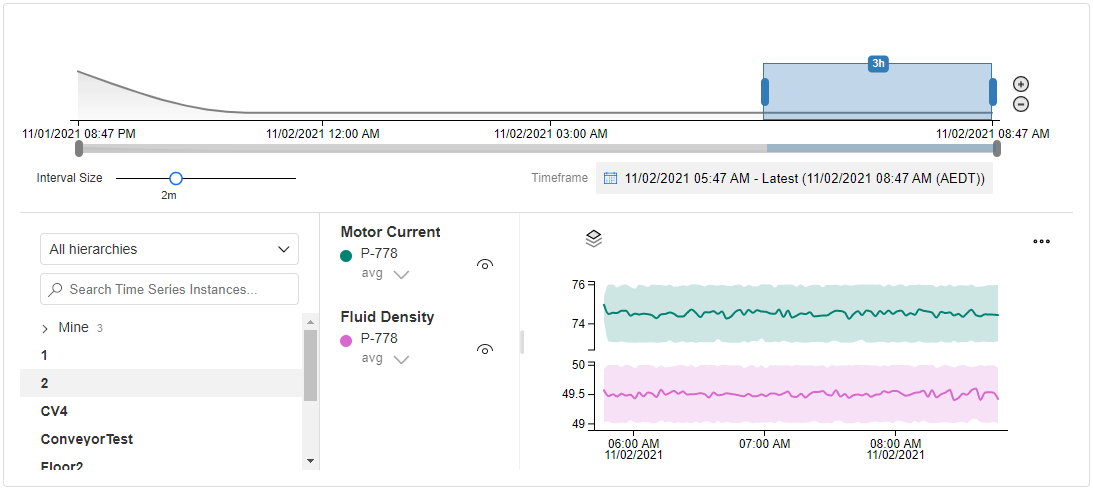 3h
11/01/2021 08:47 PM 11/02/2021 12:00 AM 11/02/2021 03:00 AM 11/02/2021 08:47 AM
Interval Size
2m
Timeframe 11/02/2021 05:47 AM - Latest (11/02/2021 08:47 AM (AEDT))
All hierarchies
Search Time Series Instances...
Mine 3
1
2
CV4
ConveyorTest
Floor2
Motor Current
P-778
avg
Fluid Density
P-778
avg
76
74
50
49.5
49
06:00 AM 07:00 AM 08:00 AM
11/02/2021 11/02/2021